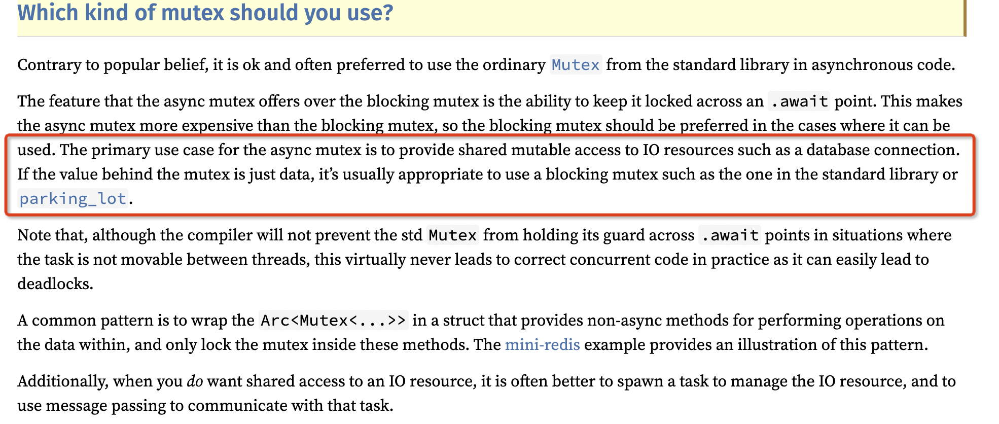 Which kind of mutex should you use?
Contrary to popular belief, it is ok and often preferred to use the ordinary Mutex from the standard library in asynchronous code.
The feature that the async mutex offers over the blocking mutex is the ability to keep it locked across an .await point. This makes
the async mutex more expensive than the blocking mutex, so the blocking mutex should be preferred in the cases where it can be
used. The primary use case for the async mutex is to provide shared mutable access to IO resources such as a database connection.
If the value behind the mutex is just data, it’s usually appropriate to use a blocking mutex such as the one in the standard library or
parking_lot.
Note that, although the compiler will not prevent the std Mutex from holding its guard across .await points in situations where
the task is not movable between threads, this virtually never leads to correct concurrent code in practice as it can easily lead to
deadlocks.
A common pattern is to wrap the Arc<Mutex<...>> in a struct that provides non-async methods for performing operations on
the data within, and only lock the mutex inside these methods. The mini-redis example provides an illustration of this pattern.
Additionally, when you do want shared access to an IO resource, it is often better to spawn a task to manage the IO resource, and to
use message passing to communicate with that task.